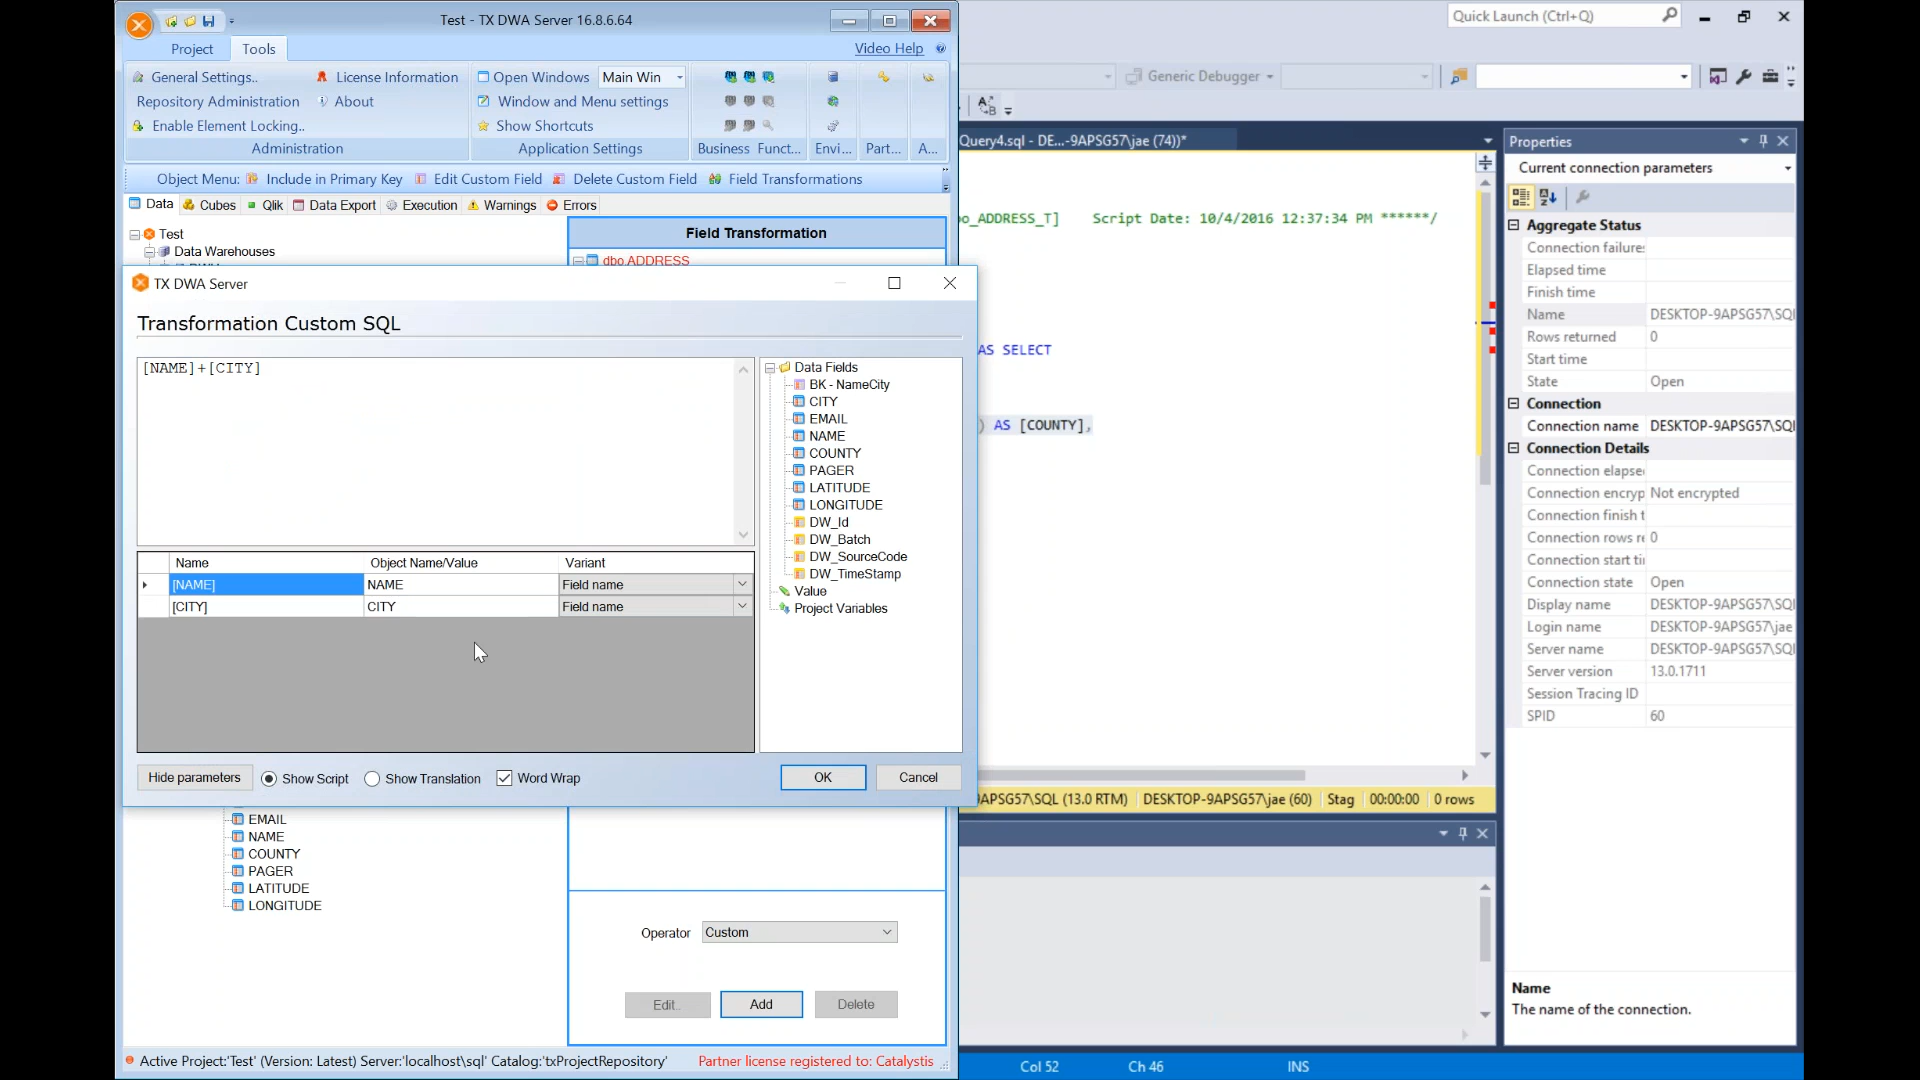 Test - TX DWA Server 16.8.6.64
Project
Tools
Video Help
General Settings..
License Information
Repository Administration
About
Enable Element Locking..
Administration
Open Windows
Main Win
Window and Menu settings
Show Shortcuts
Application Settings
Business Funct...
Envi...
Part...
A...
Object Menu:
Include in Primary Key
Edit Custom Field
Delete Custom Field
Field Transformations
Data
Cubes
Qlik
Data Export
Execution
Warnings
Errors
Test
Data Warehouses
Field Transformation
dbo.ADDRESS
TX DWA Server
Transformation Custom SQL
[NAME]+[CITY]
Name
Object Name/Value
Variant
[NAME]
NAME
Field name
[CITY]
CITY
Field name
Data Fields
BK - NameCity
CITY
EMAIL
NAME
COUNTY
PAGER
LATITUDE
LONGITUDE
DW_Id
DW_Batch
DW_SourceCode
DW_TimeStamp
Value
Project Variables
Hide parameters
Show Script
Show Translation
Word Wrap
OK
Cancel
EMAIL
NAME
COUNTY
PAGER
LATITUDE
LONGITUDE
Operator
Custom
Edit..
Add
Delete
Active Project:'Test' (Version: Latest) Server:'localhost\sql' Catalog:'txProjectRepository'
Partner license registered to: Catalystis
Quick Launch (Ctrl+Q)
Generic Debugger
Query4.sql - DE...-9APSG57\jae (74))*
o_ADDRESS_T] Script Date: 10/4/2016 12:37:34 PM ******/
AS SELECT
) AS [COUNTY],
APSG57\SQL (13.0 RTM)
DESKTOP-9APSG57\jae (60)
Stag
00:00:00
0 rows
Col 52
Ch 46
INS
Properties
Current connection parameters
Aggregate Status
Connection failures
Elapsed time
Finish time
Name DESKTOP-9APSG57\SQL
Rows returned 0
Start time
State Open
Connection
Connection name DESKTOP-9APSG57\SQL
Connection Details
Connection elapse
Connection encryp Not encrypted
Connection finish t
Connection rows re 0
Connection start ti
Connection state Open
Display name DESKTOP-9APSG57\SQL
Login name DESKTOP-9APSG57\jae
Server name DESKTOP-9APSG57\SQL
Server version 13.0.1711
Session Tracing ID
SPID 60
Name
The name of the connection.